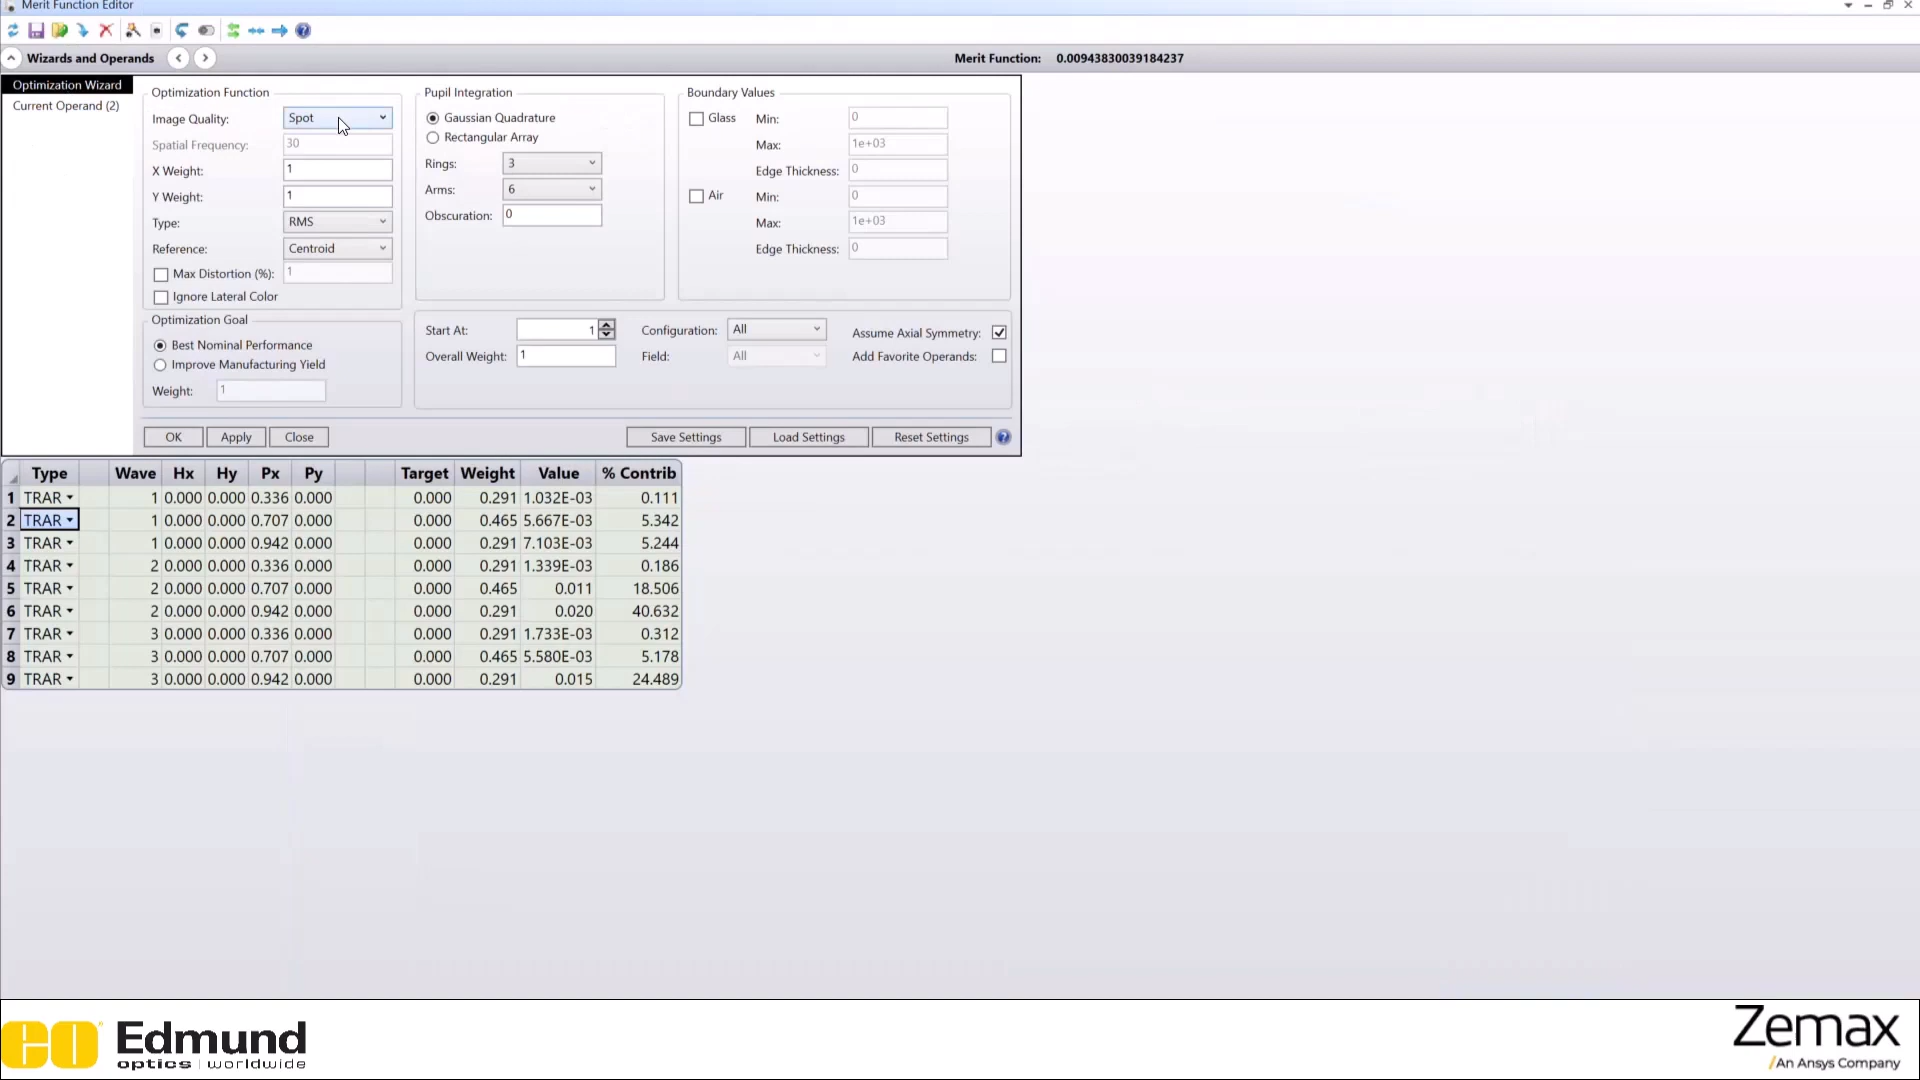 Merit Function Editor
Wizards and Operands
Merit Function: 0.00943830039184237
Optimization Wizard
Current Operand (2)
Optimization Function
Image Quality: Spot
Spatial Frequency: 30
X Weight: 1
Y Weight: 1
Type: RMS
Reference: Centroid
Max Distortion (%): 1
Ignore Lateral Color
Optimization Goal
Best Nominal Performance
Improve Manufacturing Yield
Weight: 1
Pupil Integration
Gaussian Quadrature
Rectangular Array
Rings: 3
Arms: 6
Obscuration: 0
Boundary Values
Glass Min: 0
Max: 1e+03
Edge Thickness: 0
Air Min: 0
Max: 1e+03
Edge Thickness: 0
Start At: 1 Configuration: All Assume Axial Symmetry:
Overall Weight: 1 Field: All Add Favorite Operands:
OK Apply Close Save Settings Load Settings Reset Settings
Type Wave Hx Hy Px Py Target Weight Value % Contrib
1 TRAR 1 0.000 0.000 0.336 0.000 0.000 0.291 1.032E-03 0.111
2 TRAR 1 0.000 0.000 0.707 0.000 0.000 0.465 5.667E-03 5.342
3 TRAR 1 0.000 0.000 0.942 0.000 0.000 0.291 7.103E-03 5.244
4 TRAR 2 0.000 0.000 0.336 0.000 0.000 0.291 1.339E-03 0.186
5 TRAR 2 0.000 0.000 0.707 0.000 0.000 0.465 0.011 18.506
6 TRAR 2 0.000 0.000 0.942 0.000 0.000 0.291 0.020 40.632
7 TRAR 3 0.000 0.000 0.336 0.000 0.000 0.291 1.733E-03 0.312
8 TRAR 3 0.000 0.000 0.707 0.000 0.000 0.465 5.580E-03 5.178
9 TRAR 3 0.000 0.000 0.942 0.000 0.000 0.291 0.015 24.489
EO Edmund
optics | worldwide
Zemax
/An Ansys Company